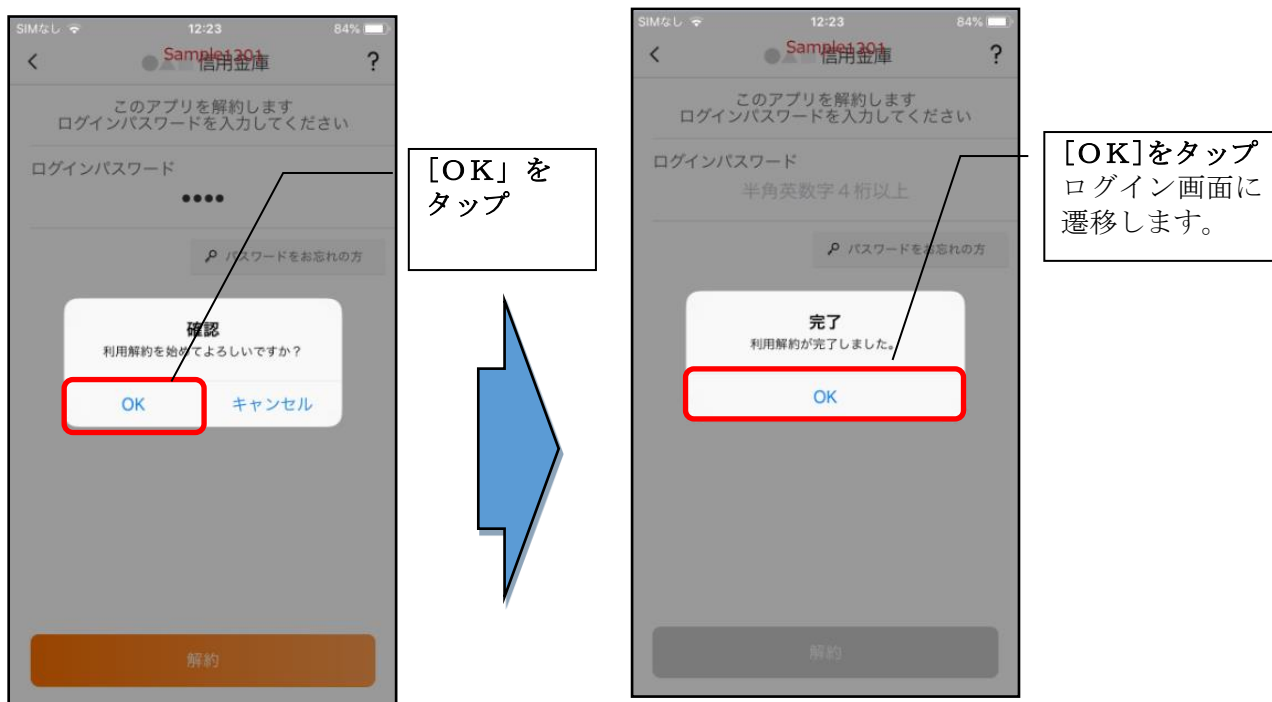 SIMなし 12:23 84%
Sample1201
信用金庫
?
このアプリを解約します
ログインパスワードを入力してください
ログインパスワード
••••
パスワードをお忘れの方
確認
利用解約を始めてよろしいですか？
OK キャンセル
解約
[ＯＫ」を
タップ
SIMなし 12:23 84%
Sample1201
信用金庫
?
このアプリを解約します
ログインパスワードを入力してください
ログインパスワード
半角英数字４桁以上
パスワードをお忘れの方
完了
利用解約が完了しました。
OK
解約
[ＯＫ]をタップ
ログイン画面に
遷移します。